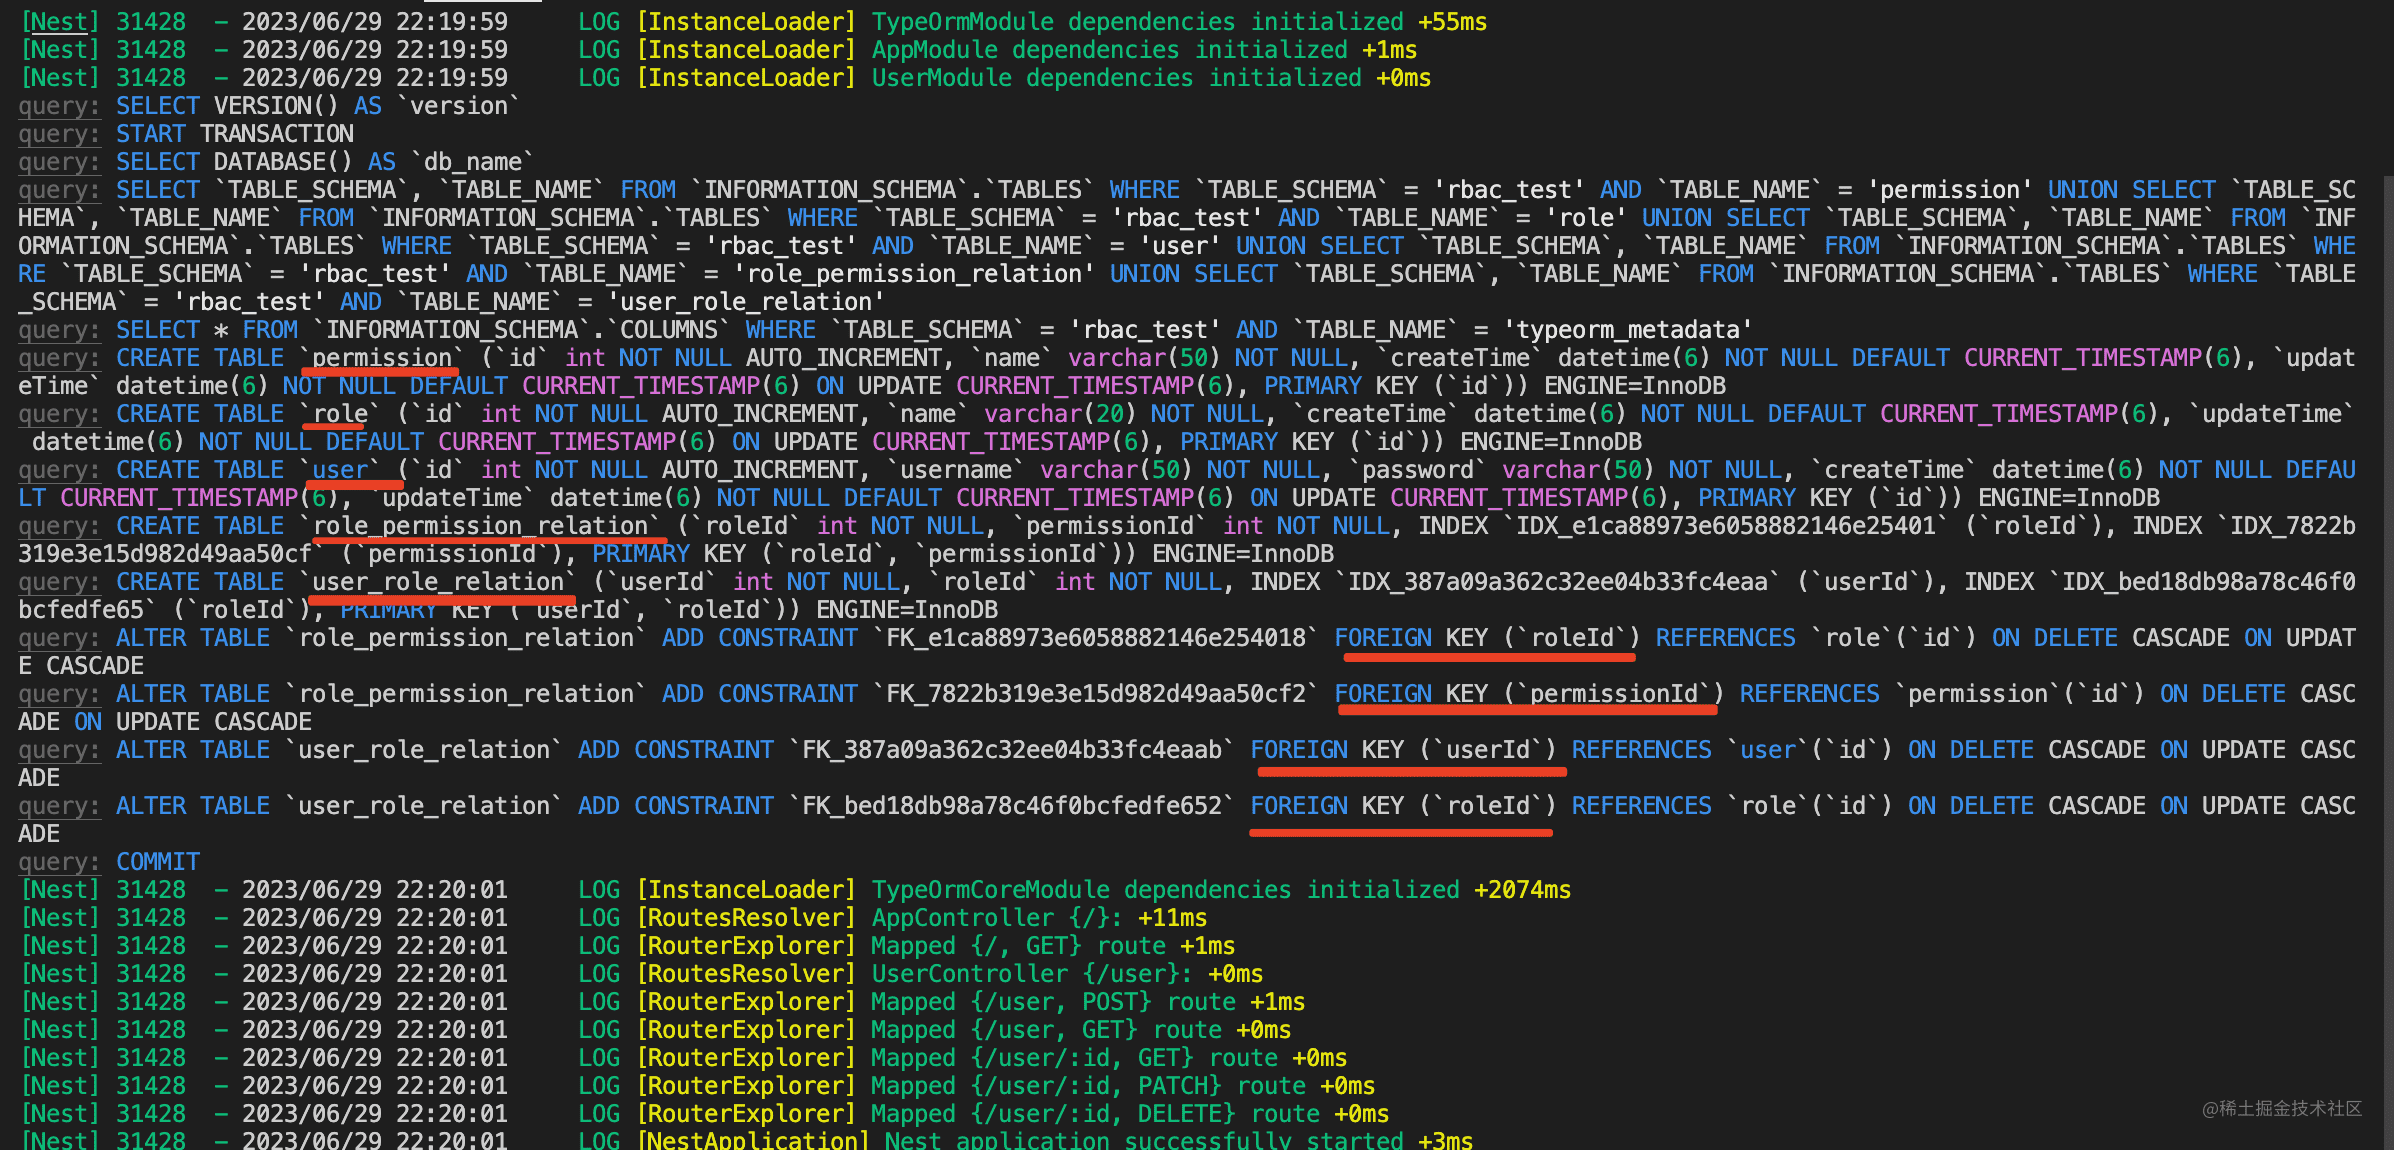 [Nest] 31428  - 2023/06/29 22:19:59     LOG [InstanceLoader] TypeOrmModule dependencies initialized +55ms
[Nest] 31428  - 2023/06/29 22:19:59     LOG [InstanceLoader] AppModule dependencies initialized +1ms
[Nest] 31428  - 2023/06/29 22:19:59     LOG [InstanceLoader] UserModule dependencies initialized +0ms
query: SELECT VERSION() AS `version`
query: START TRANSACTION
query: SELECT DATABASE() AS `db_name`
query: SELECT `TABLE_SCHEMA`, `TABLE_NAME` FROM `INFORMATION_SCHEMA`.`TABLES` WHERE `TABLE_SCHEMA` = 'rbac_test' AND `TABLE_NAME` = 'permission' UNION SELECT `TABLE_SC
HEMA`, `TABLE_NAME` FROM `INFORMATION_SCHEMA`.`TABLES` WHERE `TABLE_SCHEMA` = 'rbac_test' AND `TABLE_NAME` = 'role' UNION SELECT `TABLE_SCHEMA`, `TABLE_NAME` FROM `INF
ORMATION_SCHEMA`.`TABLES` WHERE `TABLE_SCHEMA` = 'rbac_test' AND `TABLE_NAME` = 'user' UNION SELECT `TABLE_SCHEMA`, `TABLE_NAME` FROM `INFORMATION_SCHEMA`.`TABLES` WHE
RE `TABLE_SCHEMA` = 'rbac_test' AND `TABLE_NAME` = 'role_permission_relation' UNION SELECT `TABLE_SCHEMA`, `TABLE_NAME` FROM `INFORMATION_SCHEMA`.`TABLES` WHERE `TABLE
_SCHEMA` = 'rbac_test' AND `TABLE_NAME` = 'user_role_relation'
query: SELECT * FROM `INFORMATION_SCHEMA`.`COLUMNS` WHERE `TABLE_SCHEMA` = 'rbac_test' AND `TABLE_NAME` = 'typeorm_metadata'
query: CREATE TABLE `permission` (`id` int NOT NULL AUTO_INCREMENT, `name` varchar(50) NOT NULL, `createTime` datetime(6) NOT NULL DEFAULT CURRENT_TIMESTAMP(6), `updat
eTime` datetime(6) NOT NULL DEFAULT CURRENT_TIMESTAMP(6) ON UPDATE CURRENT_TIMESTAMP(6), PRIMARY KEY (`id`)) ENGINE=InnoDB
query: CREATE TABLE `role` (`id` int NOT NULL AUTO_INCREMENT, `name` varchar(20) NOT NULL, `createTime` datetime(6) NOT NULL DEFAULT CURRENT_TIMESTAMP(6), `updateTime`
 datetime(6) NOT NULL DEFAULT CURRENT_TIMESTAMP(6) ON UPDATE CURRENT_TIMESTAMP(6), PRIMARY KEY (`id`)) ENGINE=InnoDB
query: CREATE TABLE `user` (`id` int NOT NULL AUTO_INCREMENT, `username` varchar(50) NOT NULL, `password` varchar(50) NOT NULL, `createTime` datetime(6) NOT NULL DEFAU
LT CURRENT_TIMESTAMP(6), `updateTime` datetime(6) NOT NULL DEFAULT CURRENT_TIMESTAMP(6) ON UPDATE CURRENT_TIMESTAMP(6), PRIMARY KEY (`id`)) ENGINE=InnoDB
query: CREATE TABLE `role_permission_relation` (`roleId` int NOT NULL, `permissionId` int NOT NULL, INDEX `IDX_e1ca88973e6058882146e25401` (`roleId`), INDEX `IDX_7822b
319e3e15d982d49aa50cf` (`permissionId`), PRIMARY KEY (`roleId`, `permissionId`)) ENGINE=InnoDB
query: CREATE TABLE `user_role_relation` (`userId` int NOT NULL, `roleId` int NOT NULL, INDEX `IDX_387a09a362c32ee04b33fc4eaa` (`userId`), INDEX `IDX_bed18db98a78c46f0
bcfedfe65` (`roleId`), PRIMARY KEY (`userId`, `roleId`)) ENGINE=InnoDB
query: ALTER TABLE `role_permission_relation` ADD CONSTRAINT `FK_e1ca88973e6058882146e254018` FOREIGN KEY (`roleId`) REFERENCES `role`(`id`) ON DELETE CASCADE ON UPDAT
E CASCADE
query: ALTER TABLE `role_permission_relation` ADD CONSTRAINT `FK_7822b319e3e15d982d49aa50cf2` FOREIGN KEY (`permissionId`) REFERENCES `permission`(`id`) ON DELETE CASC
ADE ON UPDATE CASCADE
query: ALTER TABLE `user_role_relation` ADD CONSTRAINT `FK_387a09a362c32ee04b33fc4eaab` FOREIGN KEY (`userId`) REFERENCES `user`(`id`) ON DELETE CASCADE ON UPDATE CASC
ADE
query: ALTER TABLE `user_role_relation` ADD CONSTRAINT `FK_bed18db98a78c46f0bcfedfe652` FOREIGN KEY (`roleId`) REFERENCES `role`(`id`) ON DELETE CASCADE ON UPDATE CASC
ADE
query: COMMIT
[Nest] 31428  - 2023/06/29 22:20:01     LOG [InstanceLoader] TypeOrmCoreModule dependencies initialized +2074ms
[Nest] 31428  - 2023/06/29 22:20:01     LOG [RoutesResolver] AppController {/}: +11ms
[Nest] 31428  - 2023/06/29 22:20:01     LOG [RouterExplorer] Mapped {/, GET} route +1ms
[Nest] 31428  - 2023/06/29 22:20:01     LOG [RoutesResolver] UserController {/user}: +0ms
[Nest] 31428  - 2023/06/29 22:20:01     LOG [RouterExplorer] Mapped {/user, POST} route +1ms
[Nest] 31428  - 2023/06/29 22:20:01     LOG [RouterExplorer] Mapped {/user, GET} route +0ms
[Nest] 31428  - 2023/06/29 22:20:01     LOG [RouterExplorer] Mapped {/user/:id, GET} route +0ms
[Nest] 31428  - 2023/06/29 22:20:01     LOG [RouterExplorer] Mapped {/user/:id, PATCH} route +0ms
[Nest] 31428  - 2023/06/29 22:20:01     LOG [RouterExplorer] Mapped {/user/:id, DELETE} route +0ms
[Nest] 31428  - 2023/06/29 22:20:01     LOG [NestApplication] Nest application successfully started +3ms
@稀土掘金技术社区